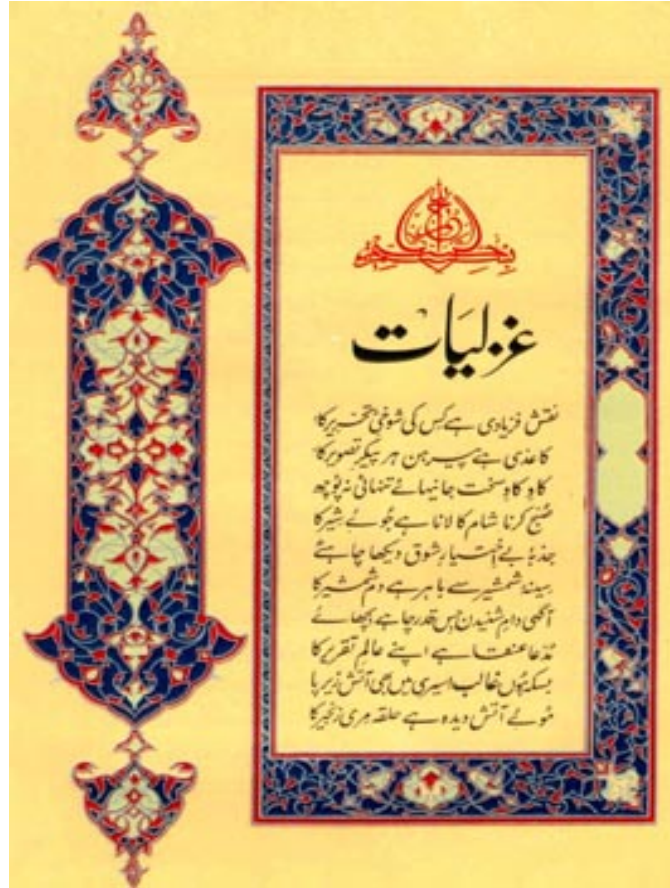 غزلیات
نقش فریادی ہے کس کی شوخیٔ تحریر کا
کاغذی ہے پیرہن ہر پیکرِ تصویر کا
کاوِ کاوِ سخت جانیہائے تنہائی نہ پوچھ
صبح کرنا شام کا لانا ہے جوئے شیر کا
جذبۂ بے اختیارِ شوق دیکھا چاہئے
سینۂ شمشیر سے باہر ہے دم شمشیر کا
آگہی دامِ شنیدن جس قدر چاہے بچھائے
مدعا عنقا ہے اپنے عالمِ تقریر کا
بسکہ ہوں غالب اسیری میں بھی آتش زیرِ پا
موئے آتش دیدہ ہے حلقہ مری زنجیر کا